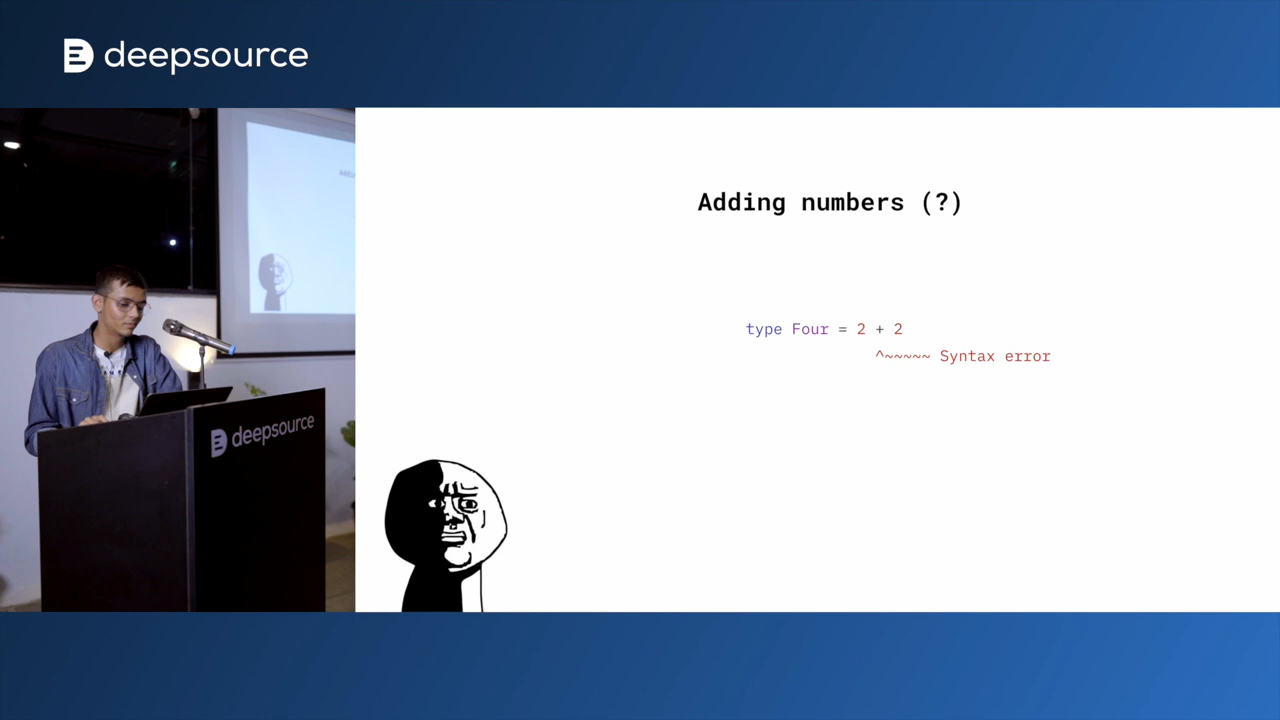 deepsource
deepsource
Adding numbers (?)
type Four = 2 + 2
^~~~~~ Syntax error